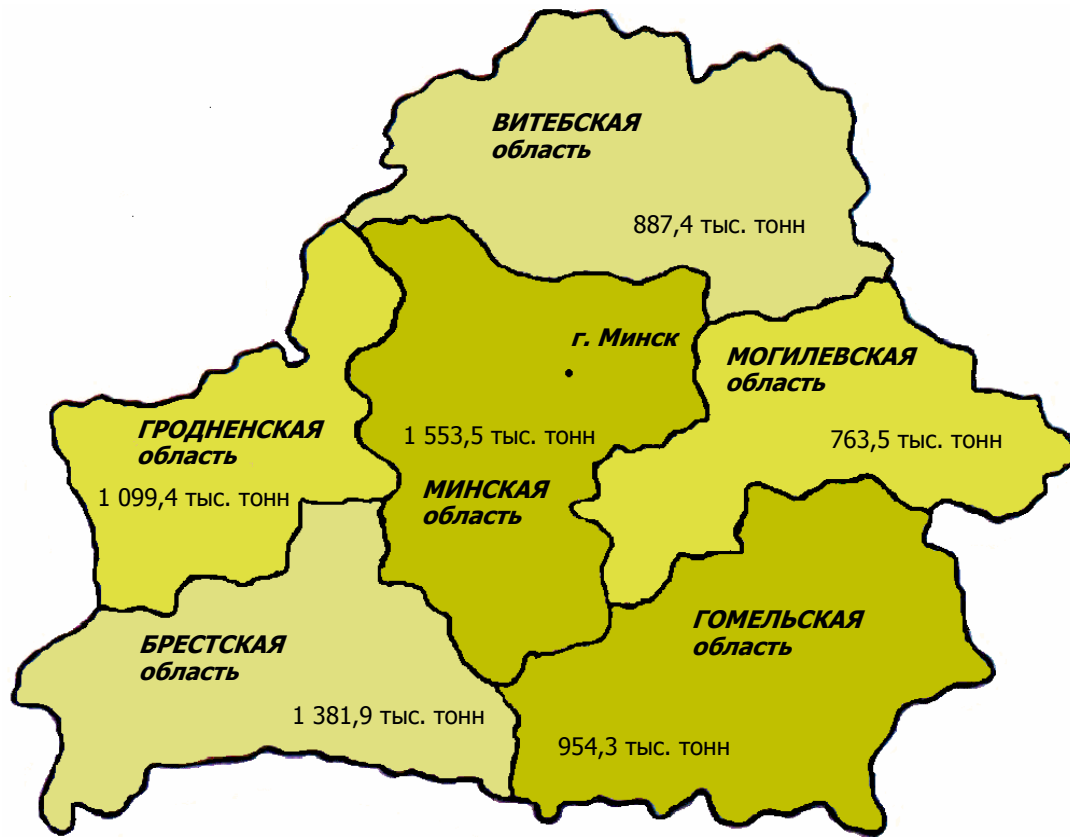 ВИТЕБСКАЯ
область
887,4 тыс. тонн
г. Минск
МОГИЛЕВСКАЯ
область
763,5 тыс. тонн
ГРОДНЕНСКАЯ
область
1 099,4 тыс. тонн
1 553,5 тыс. тонн
МИНСКАЯ
область
ГОМЕЛЬСКАЯ
область
954,3 тыс. тонн
БРЕСТСКАЯ
область
1 381,9 тыс. тонн